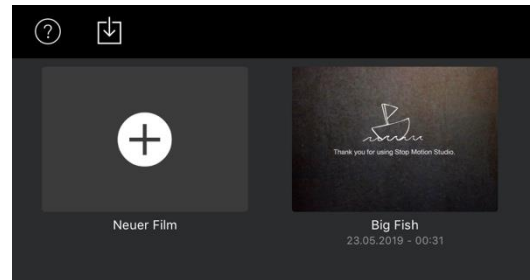 Thank you for using Stop Motion Studio.
Neuer Film
Big Fish
23.05.2019 - 00:31